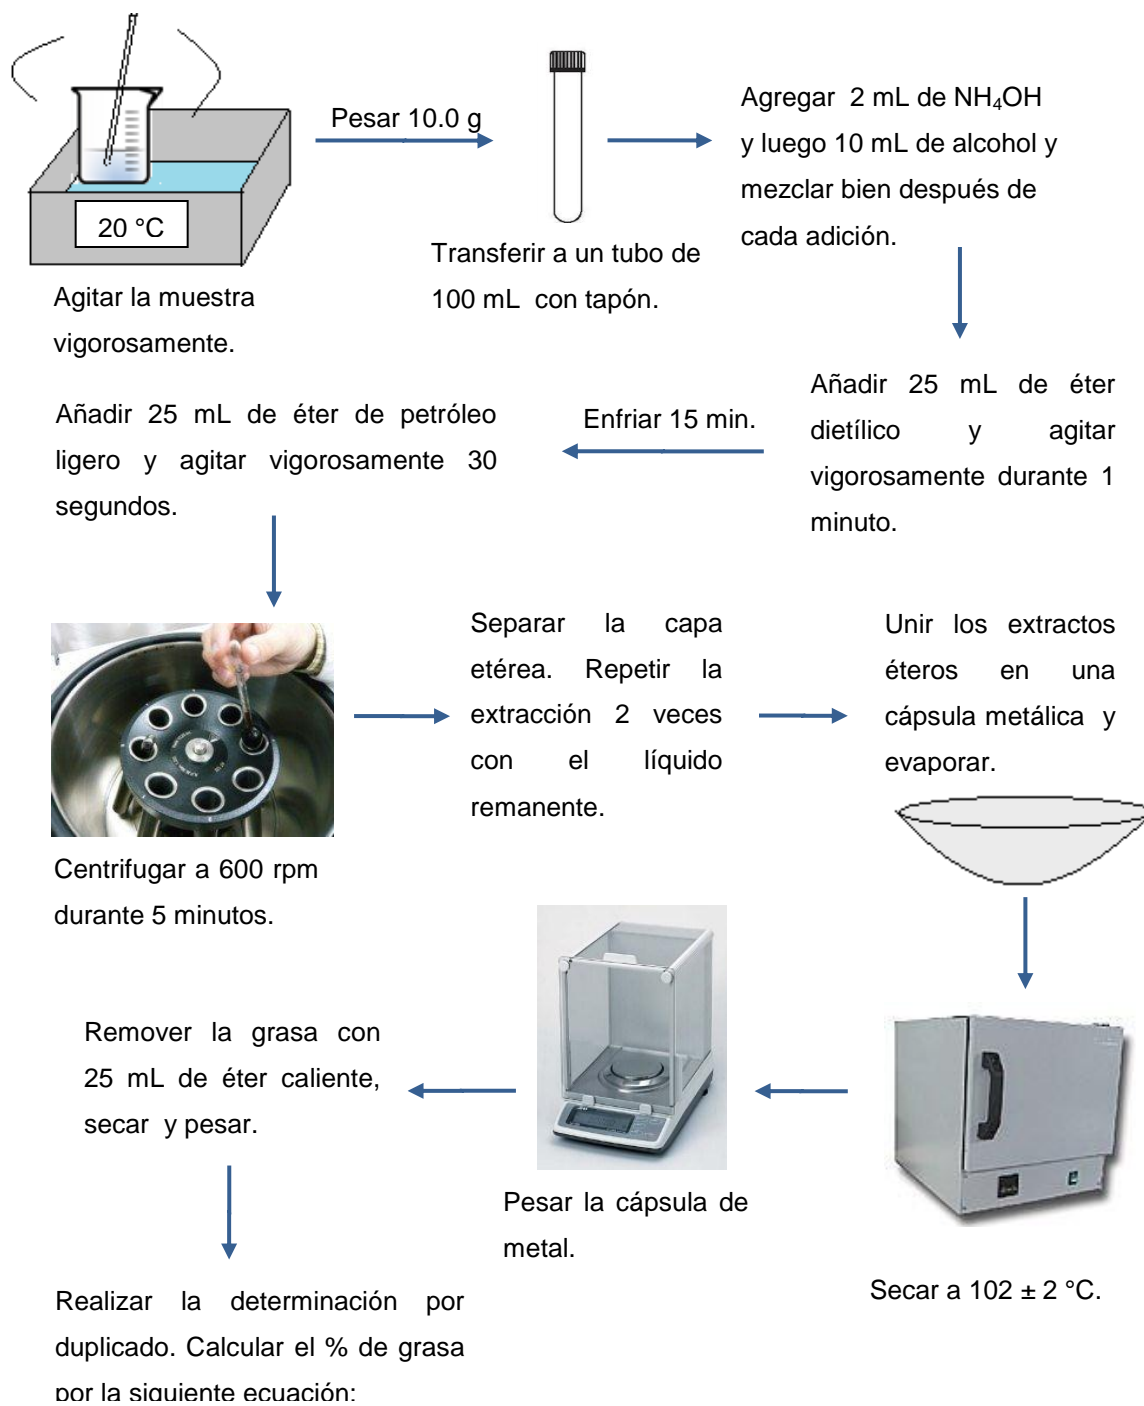 20 °C
Agitar la muestra
vigorosamente.
Pesar 10.0 g
Transferir a un tubo de
100 mL con tapón.
Agregar 2 mL de NH₄OH
y luego 10 mL de alcohol y
mezclar bien después de
cada adición.
Añadir 25 mL de éter
dietílico y agitar
vigorosamente durante 1
minuto.
Enfriar 15 min.
Añadir 25 mL de éter de petróleo
ligero y agitar vigorosamente 30
segundos.
Centrifugar a 600 rpm
durante 5 minutos.
Separar la capa
etérea. Repetir la
extracción 2 veces
con el líquido
remanente.
Unir los extractos
éteros en una
cápsula metálica y
evaporar.
Secar a 102 ± 2 °C.
Pesar la cápsula de
metal.
Remover la grasa con
25 mL de éter caliente,
secar y pesar.
Realizar la determinación por
duplicado. Calcular el % de grasa
por la siguiente ecuación: